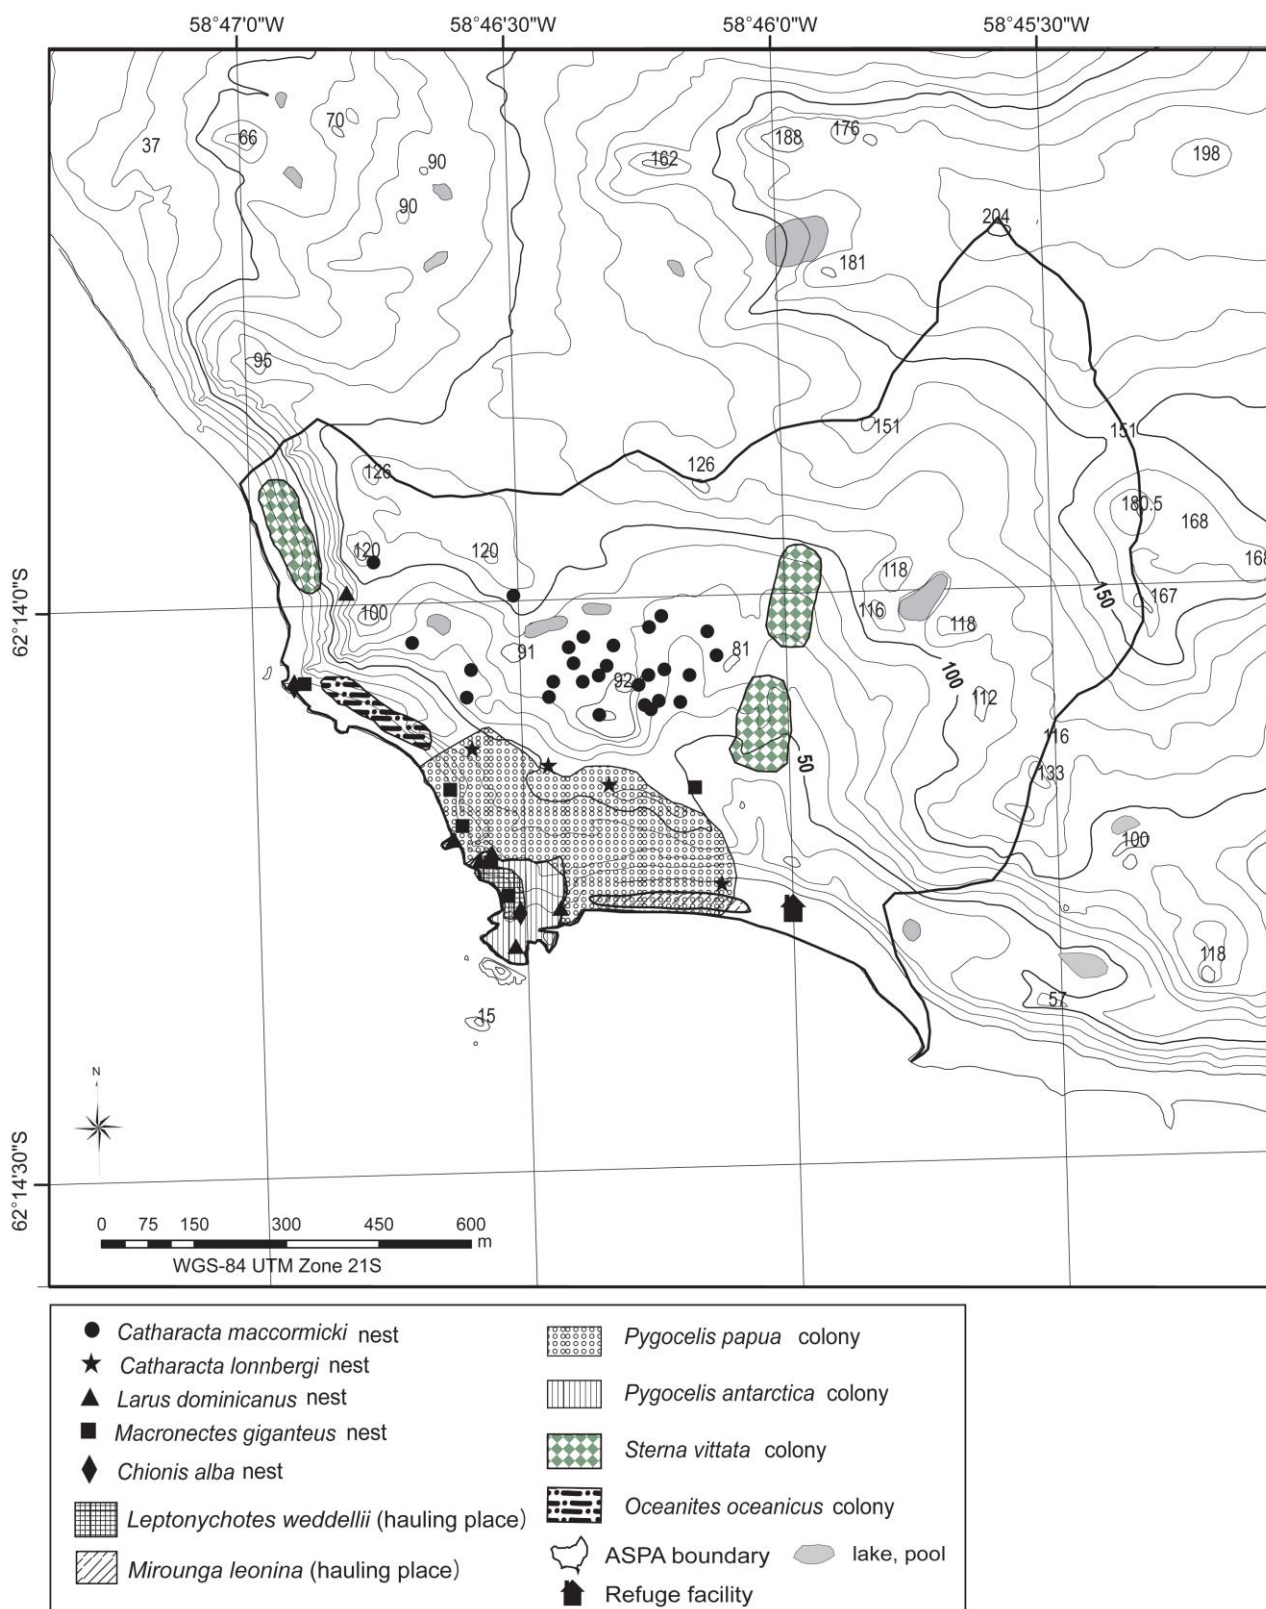 58°47'0"W 58°46'30"W 58°46'0"W 58°45'30"W
70 188 176
66
37 90 162 198
90
204
181
95
151 151
126 126
180.5
168
120 120 168
118
150 167
62°14'0"S
100 116 118
91 81
92 100
112
116
50
133
100
118
57
15
N
62°14'30"S
0 75 150 300 450 600
m
WGS-84 UTM Zone 21S
Catharacta maccormicki nest
Catharacta lonnbergi nest
Larus dominicanus nest
Macronectes giganteus nest
Chionis alba nest
Leptonychotes weddellii (hauling place)
Mirounga leonina (hauling place)
Pygocelis papua colony
Pygocelis antarctica colony
Sterna vittata colony
Oceanites oceanicus colony
ASPA boundary lake, pool
Refuge facility